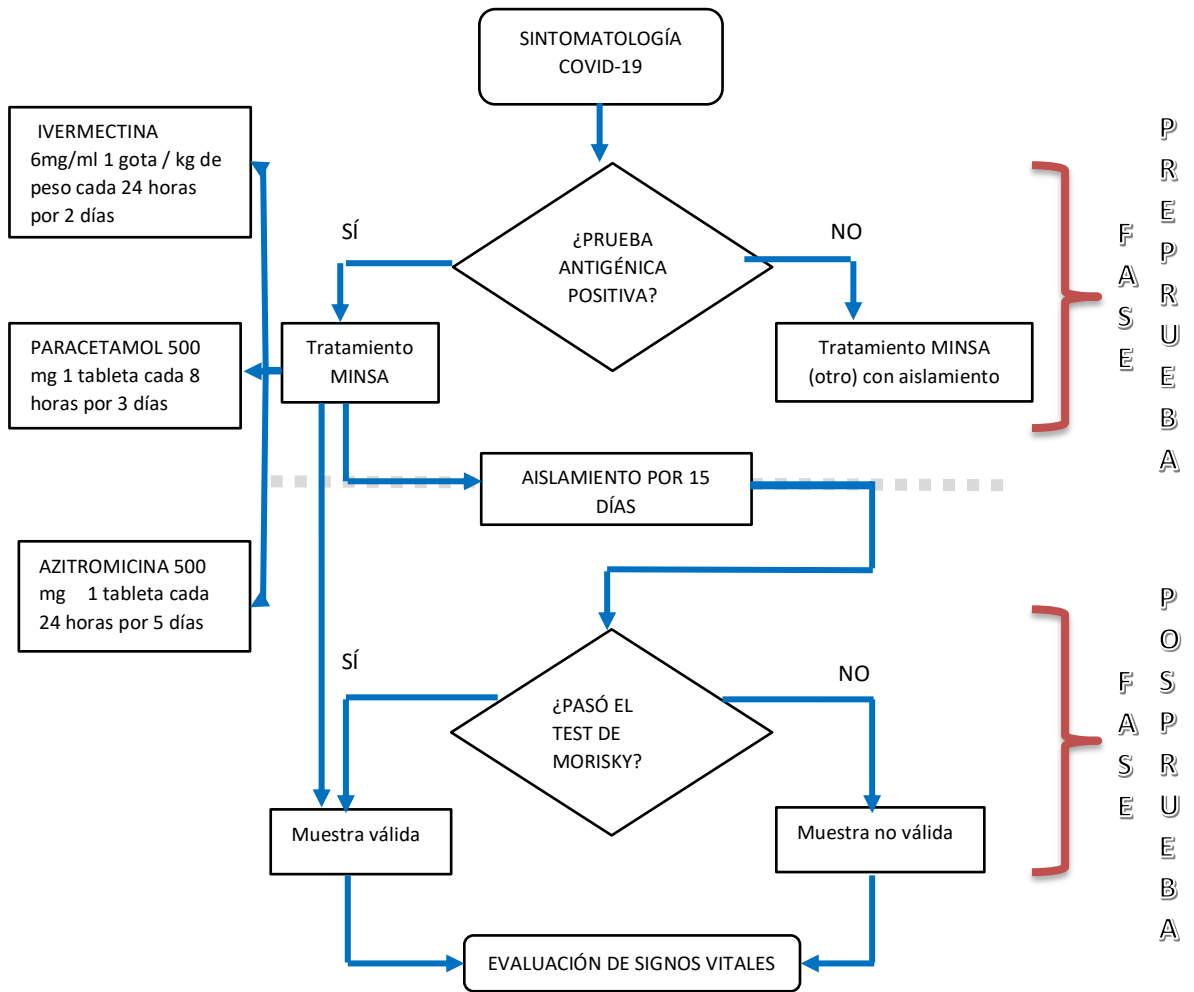 SINTOMATOLOGÍA
COVID-19
IVERMECTINA
6mg/ml 1 gota / kg de
peso cada 24 horas
por 2 días
SÍ
¿PRUEBA
ANTIGÉNICA
POSITIVA?
NO
PARACETAMOL 500
mg 1 tableta cada 8
horas por 3 días
Tratamiento
MINSA
Tratamiento MINSA
(otro) con aislamiento
FASE
PREPRUEBA
AISLAMIENTO POR 15
DÍAS
AZITROMICINA 500
mg 1 tableta cada
24 horas por 5 días
SÍ
¿PASÓ EL
TEST DE
MORISKY?
NO
Muestra válida
Muestra no válida
FASE
POSPRUEBA
EVALUACIÓN DE SIGNOS VITALES